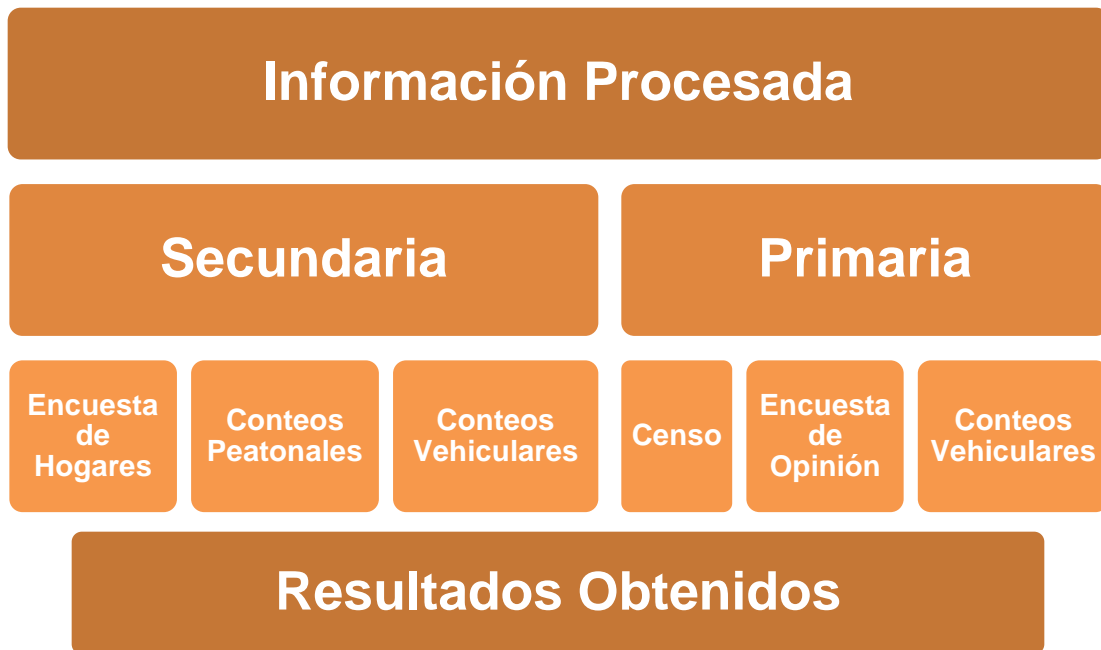 Información Procesada
Secundaria
Primaria
Encuesta
de
Hogares
Conteos
Peatonales
Conteos
Vehiculares
Censo
Encuesta
de
Opinión
Conteos
Vehiculares
Resultados Obtenidos